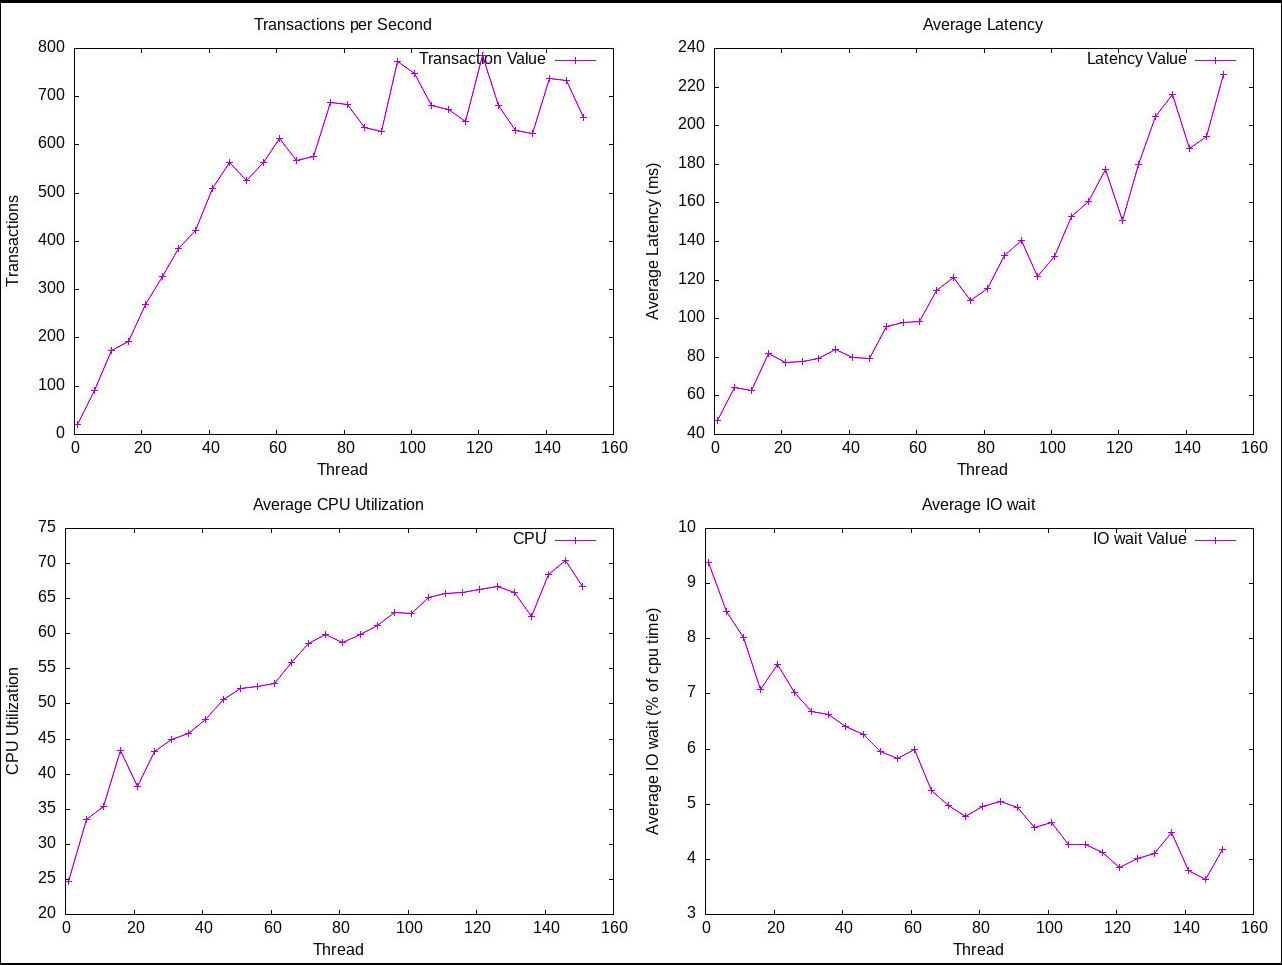 Transactions per Second
Transaction Value
800
700
600
500
400
300
200
100
0
Transactions
0 20 40 60 80 100 120 140 160
Thread
Average Latency
Latency Value
240
220
200
180
160
140
120
100
80
60
40
Average Latency (ms)
0 20 40 60 80 100 120 140 160
Thread
Average CPU Utilization
CPU
75
70
65
60
55
50
45
40
35
30
25
20
CPU Utilization
0 20 40 60 80 100 120 140 160
Thread
Average IO wait
IO wait Value
10
9
8
7
6
5
4
3
Average IO wait (% of cpu time)
0 20 40 60 80 100 120 140 160
Thread